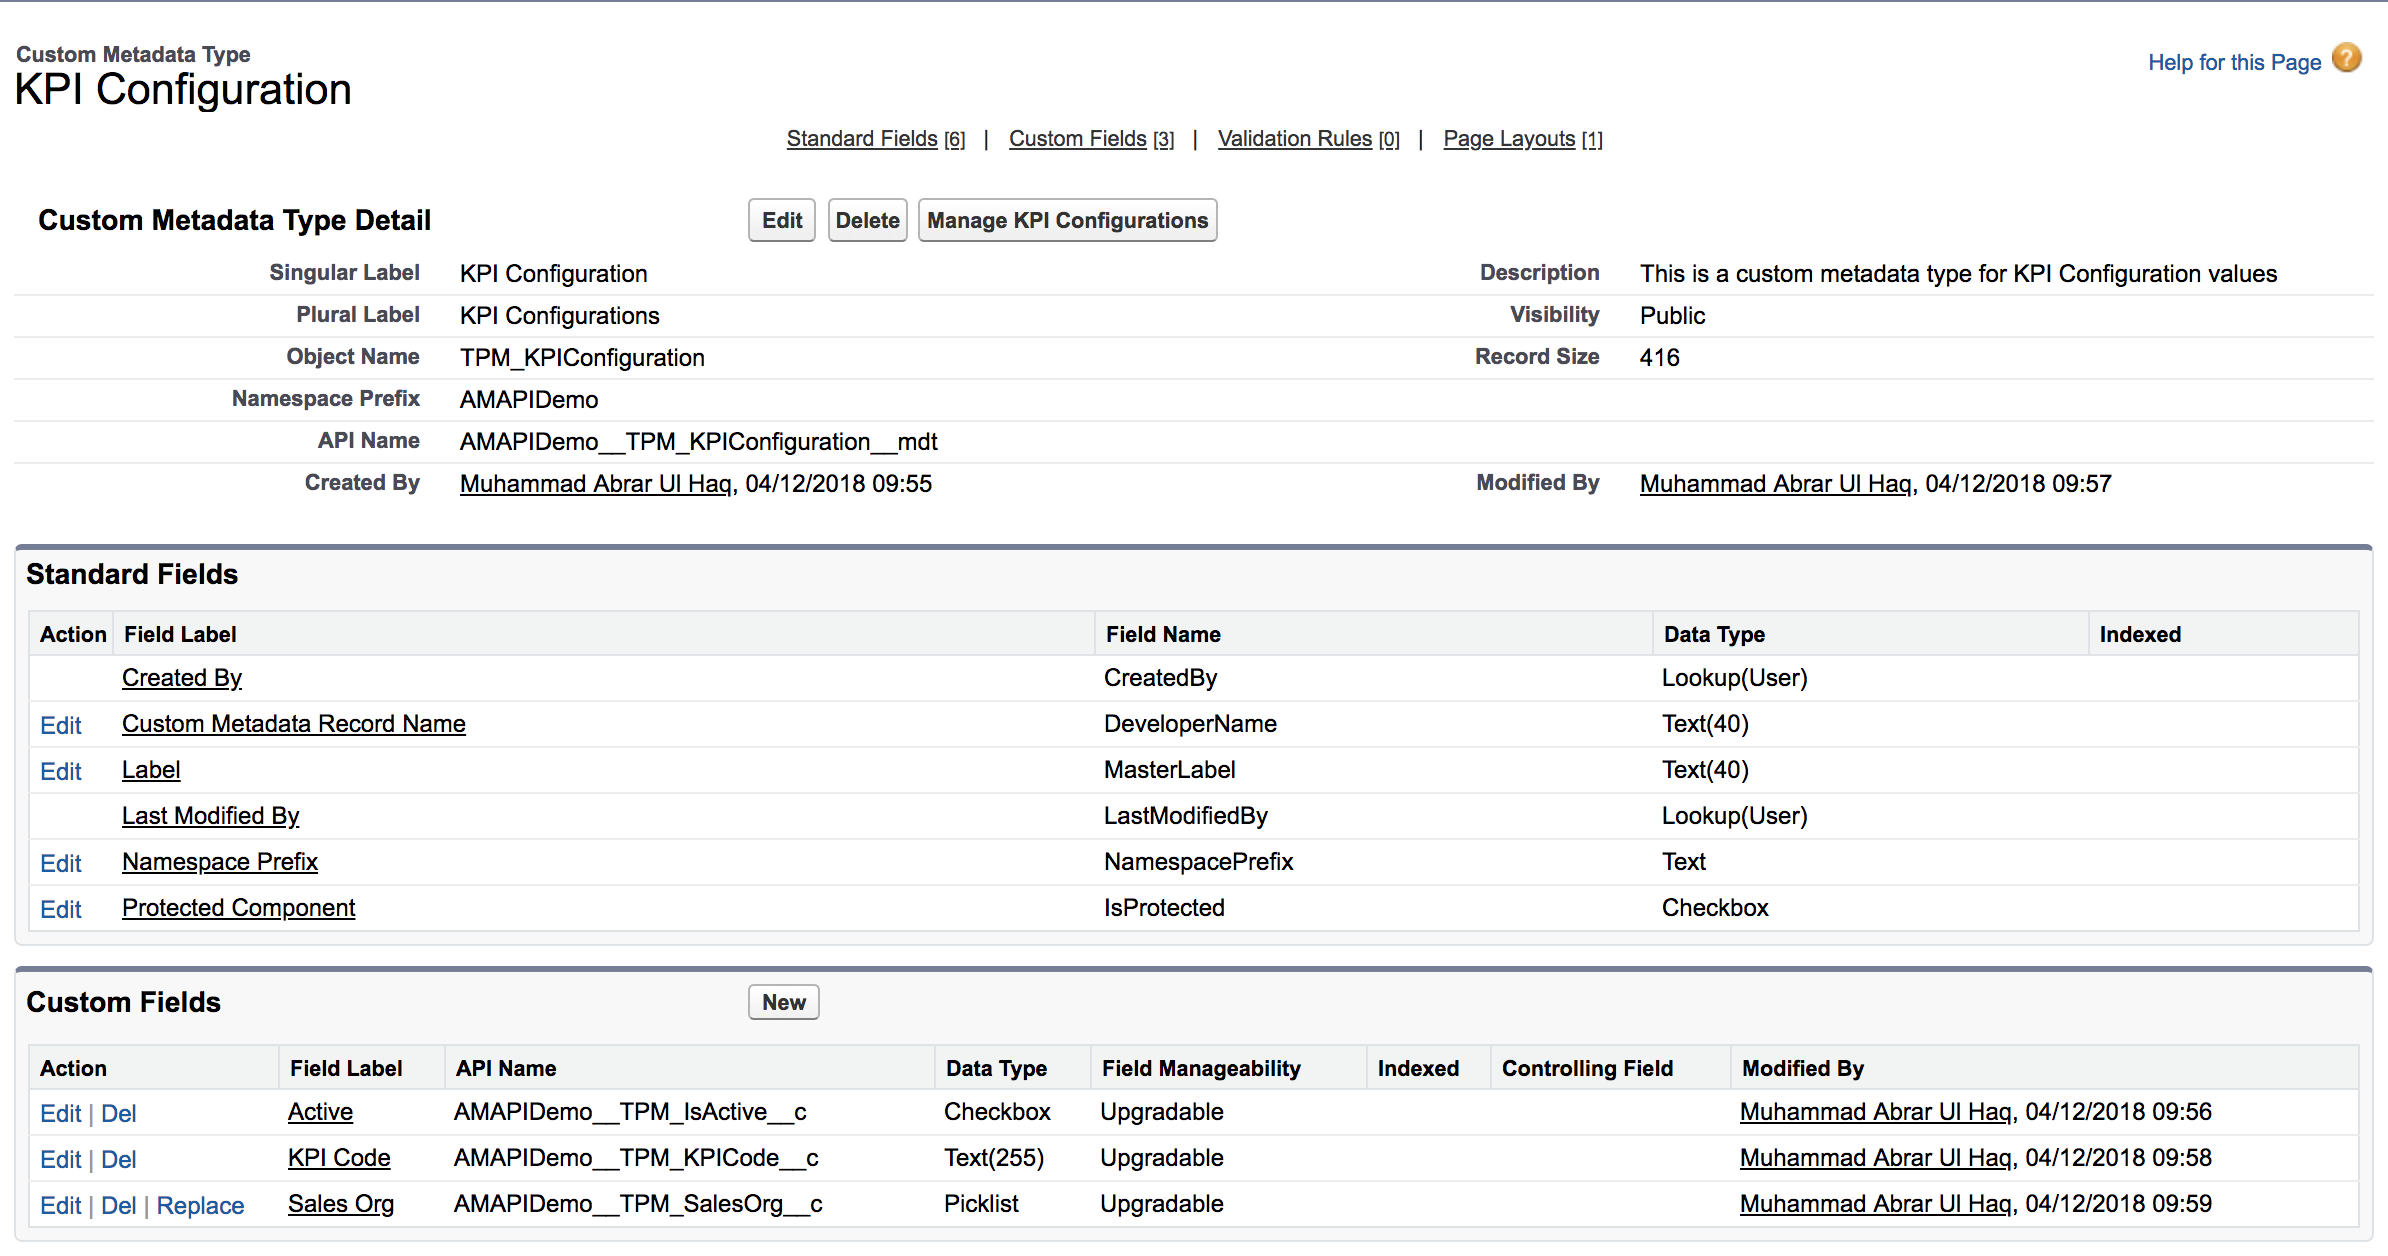 Custom Metadata Type
KPI Configuration
Help for this Page ?
Standard Fields [6] | Custom Fields [3] | Validation Rules [0] | Page Layouts [1]
Custom Metadata Type Detail Edit Delete Manage KPI Configurations
Singular Label KPI Configuration Description This is a custom metadata type for KPI Configuration values
Plural Label KPI Configurations Visibility Public
Object Name TPM_KPIConfiguration Record Size 416
Namespace Prefix AMAPIDemo
API Name AMAPIDemo__TPM_KPIConfiguration__mdt
Created By Muhammad Abrar Ul Haq, 04/12/2018 09:55 Modified By Muhammad Abrar Ul Haq, 04/12/2018 09:57
Standard Fields
Action Field Label Field Name Data Type Indexed
Created By CreatedBy Lookup(User)
Edit Custom Metadata Record Name DeveloperName Text(40)
Edit Label MasterLabel Text(40)
Last Modified By LastModifiedBy Lookup(User)
Edit Namespace Prefix NamespacePrefix Text
Edit Protected Component IsProtected Checkbox
Custom Fields New
Action Field Label API Name Data Type Field Manageability Indexed Controlling Field Modified By
Edit | Del Active AMAPIDemo__TPM_IsActive__c Checkbox Upgradable Muhammad Abrar Ul Haq, 04/12/2018 09:56
Edit | Del KPI Code AMAPIDemo__TPM_KPICode__c Text(255) Upgradable Muhammad Abrar Ul Haq, 04/12/2018 09:58
Edit | Del | Replace Sales Org AMAPIDemo__TPM_SalesOrg__c Picklist Upgradable Muhammad Abrar Ul Haq, 04/12/2018 09:59